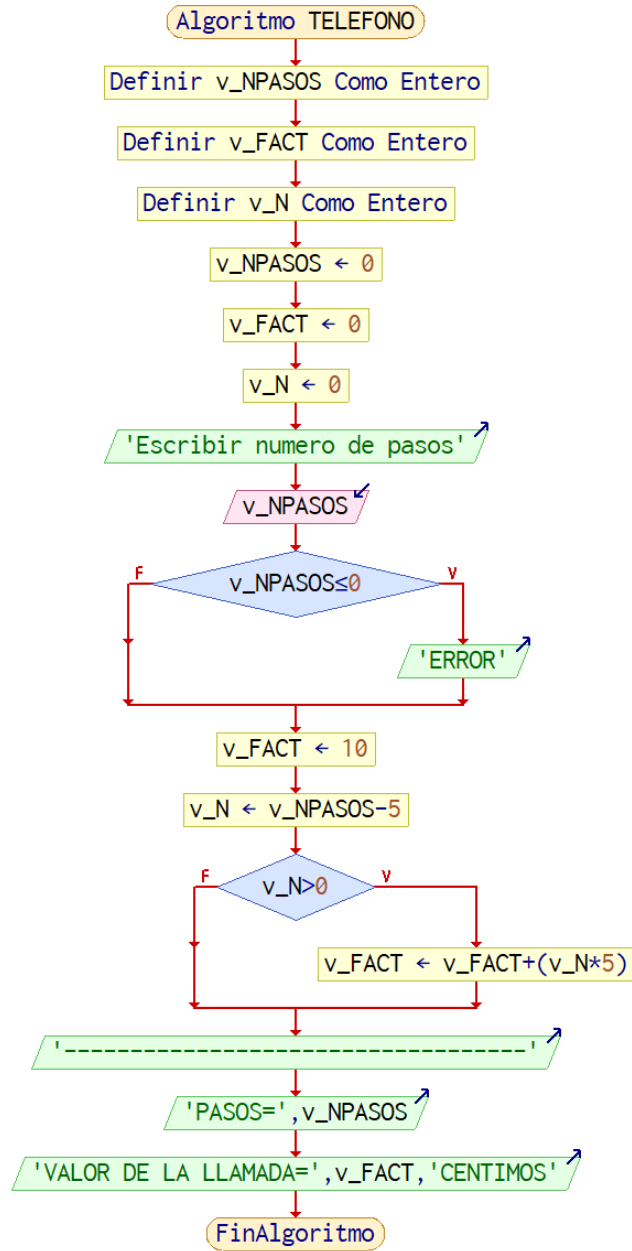 Algoritmo TELEFONO
Definir v_NPASOS Como Entero
Definir v_FACT Como Entero
Definir v_N Como Entero
v_NPASOS ← 0
v_FACT ← 0
v_N ← 0
'Escribir numero de pasos'
v_NPASOS
F v_NPASOS≤0 V
'ERROR'
v_FACT ← 10
v_N ← v_NPASOS-5
F v_N>0 V
v_FACT ← v_FACT+(v_N*5)
'-----------------------------------'
'PASOS=',v_NPASOS
'VALOR DE LA LLAMADA=',v_FACT,'CENTIMOS'
FinAlgoritmo